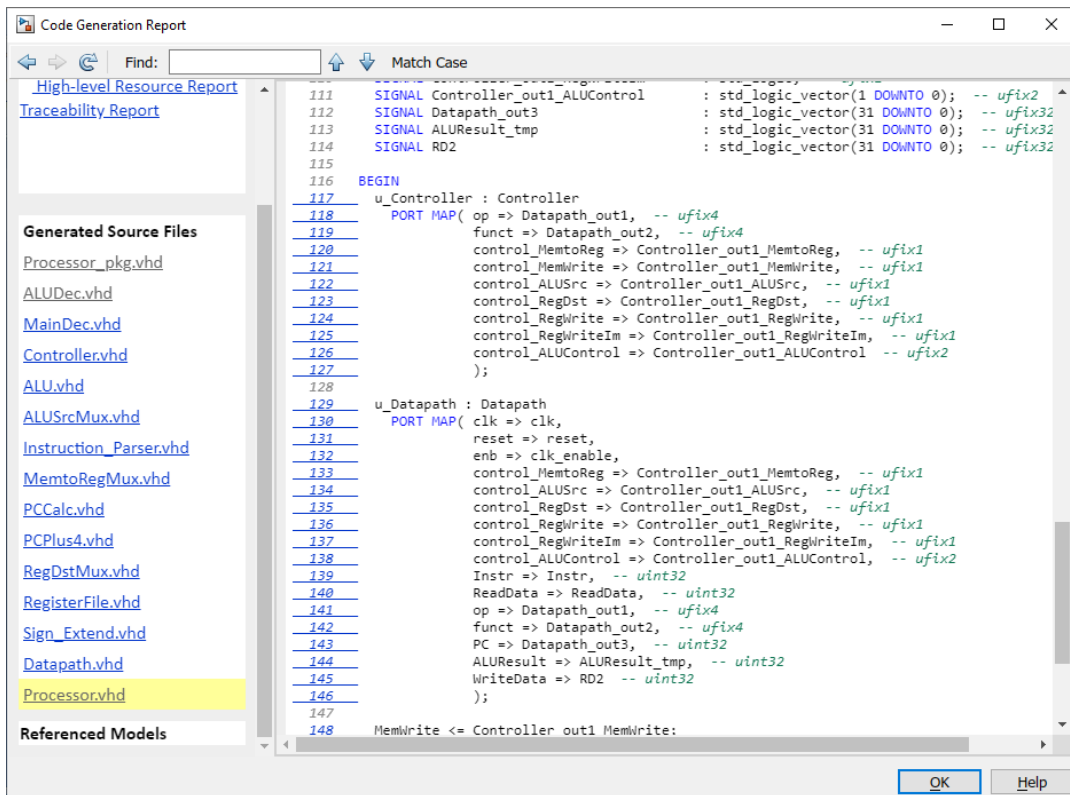 Code Generation Report
Find:
Match Case
High-level Resource Report
Traceability Report
Generated Source Files
Processor_pkg.vhd
ALUDec.vhd
MainDec.vhd
Controller.vhd
ALU.vhd
ALUSrcMux.vhd
Instruction_Parser.vhd
MemtoRegMux.vhd
PCCalc.vhd
PCPlus4.vhd
RegDstMux.vhd
RegisterFile.vhd
Sign_Extend.vhd
Datapath.vhd
Processor.vhd
Referenced Models
111 SIGNAL Controller_out1_ALUControl : std_logic_vector(1 DOWNTO 0); -- ufix2
112 SIGNAL Datapath_out3 : std_logic_vector(31 DOWNTO 0); -- ufix32
113 SIGNAL ALUResult_tmp : std_logic_vector(31 DOWNTO 0); -- ufix32
114 SIGNAL RD2 : std_logic_vector(31 DOWNTO 0); -- ufix32
115
116 BEGIN
117 u_Controller : Controller
118 PORT MAP( op => Datapath_out1, -- ufix4
119 funct => Datapath_out2, -- ufix4
120 control_MemtoReg => Controller_out1_MemtoReg, -- ufix1
121 control_MemWrite => Controller_out1_MemWrite, -- ufix1
122 control_ALUSrc => Controller_out1_ALUSrc, -- ufix1
123 control_RegDst => Controller_out1_RegDst, -- ufix1
124 control_RegWrite => Controller_out1_RegWrite, -- ufix1
125 control_RegWriteIm => Controller_out1_RegWriteIm, -- ufix1
126 control_ALUControl => Controller_out1_ALUControl -- ufix2
127 );
128
129 u_Datapath : Datapath
130 PORT MAP( clk => clk,
131 reset => reset,
132 enb => clk_enable,
133 control_MemtoReg => Controller_out1_MemtoReg, -- ufix1
134 control_ALUSrc => Controller_out1_ALUSrc, -- ufix1
135 control_RegDst => Controller_out1_RegDst, -- ufix1
136 control_RegWrite => Controller_out1_RegWrite, -- ufix1
137 control_RegWriteIm => Controller_out1_RegWriteIm, -- ufix1
138 control_ALUControl => Controller_out1_ALUControl, -- ufix2
139 Instr => Instr, -- uint32
140 ReadData => ReadData, -- uint32
141 op => Datapath_out1, -- ufix4
142 funct => Datapath_out2, -- ufix4
143 PC => Datapath_out3, -- uint32
144 ALUResult => ALUResult_tmp, -- uint32
145 WriteData => RD2 -- uint32
146 );
147
148 MemWrite <= Controller_out1_MemWrite;
OK
Help